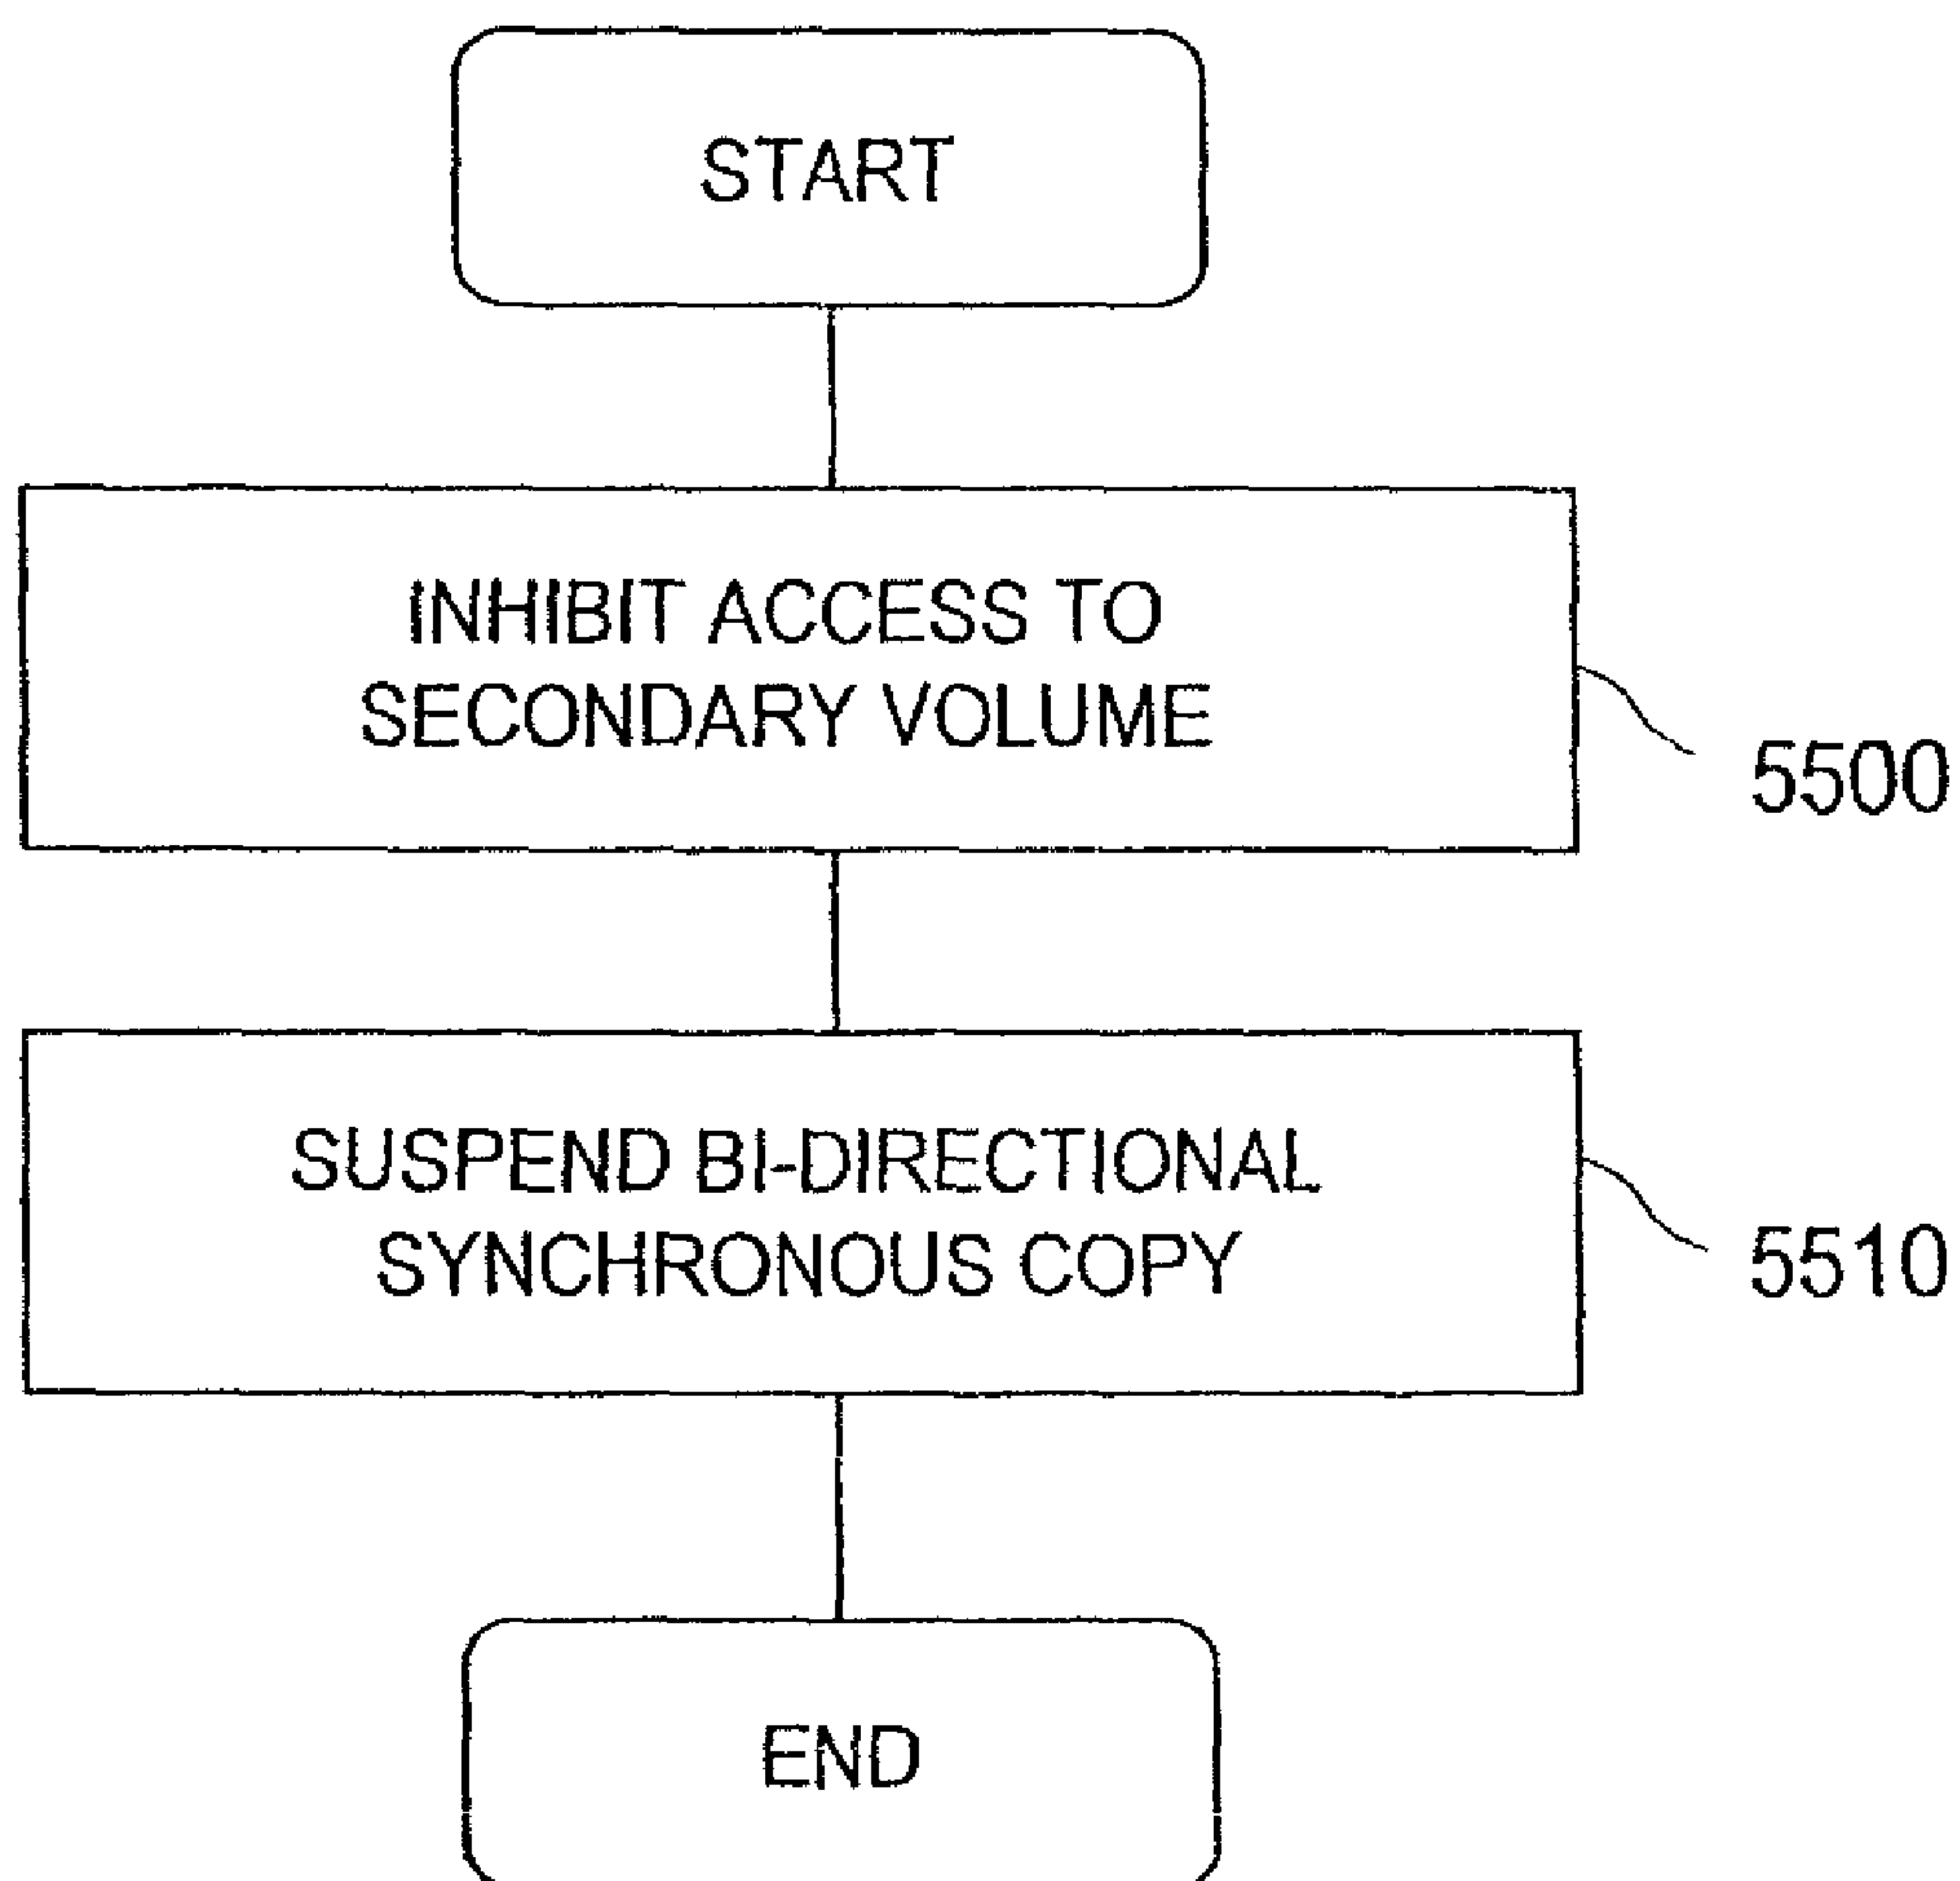 START
INHIBIT ACCESS TO
SECONDARY VOLUME
5500
SUSPEND BI-DIRECTIONAL
SYNCHRONOUS COPY
5510
END